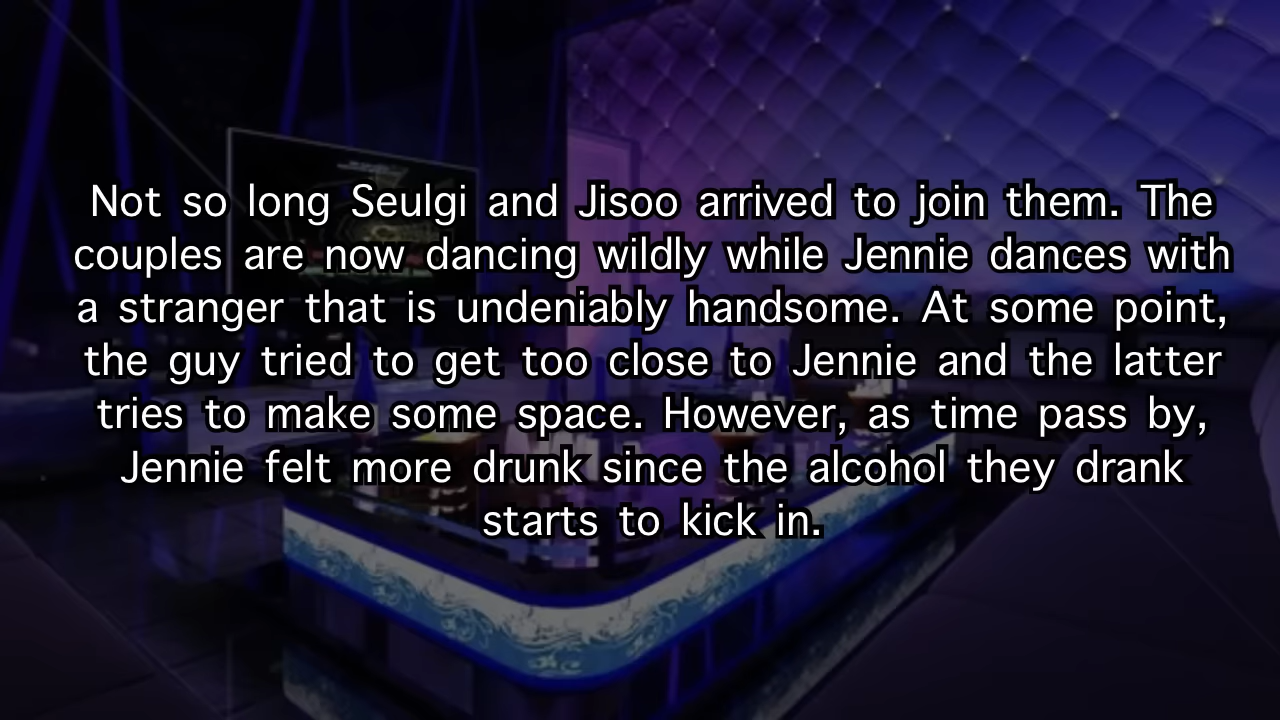 Not so long Seulgi and Jisoo arrived to join them. The
couples are now dancing wildly while Jennie dances with
a stranger that is undeniably handsome. At some point,
the guy tried to get too close to Jennie and the latter
tries to make some space. However, as time pass by,
Jennie felt more drunk since the alcohol they drank
starts to kick in.